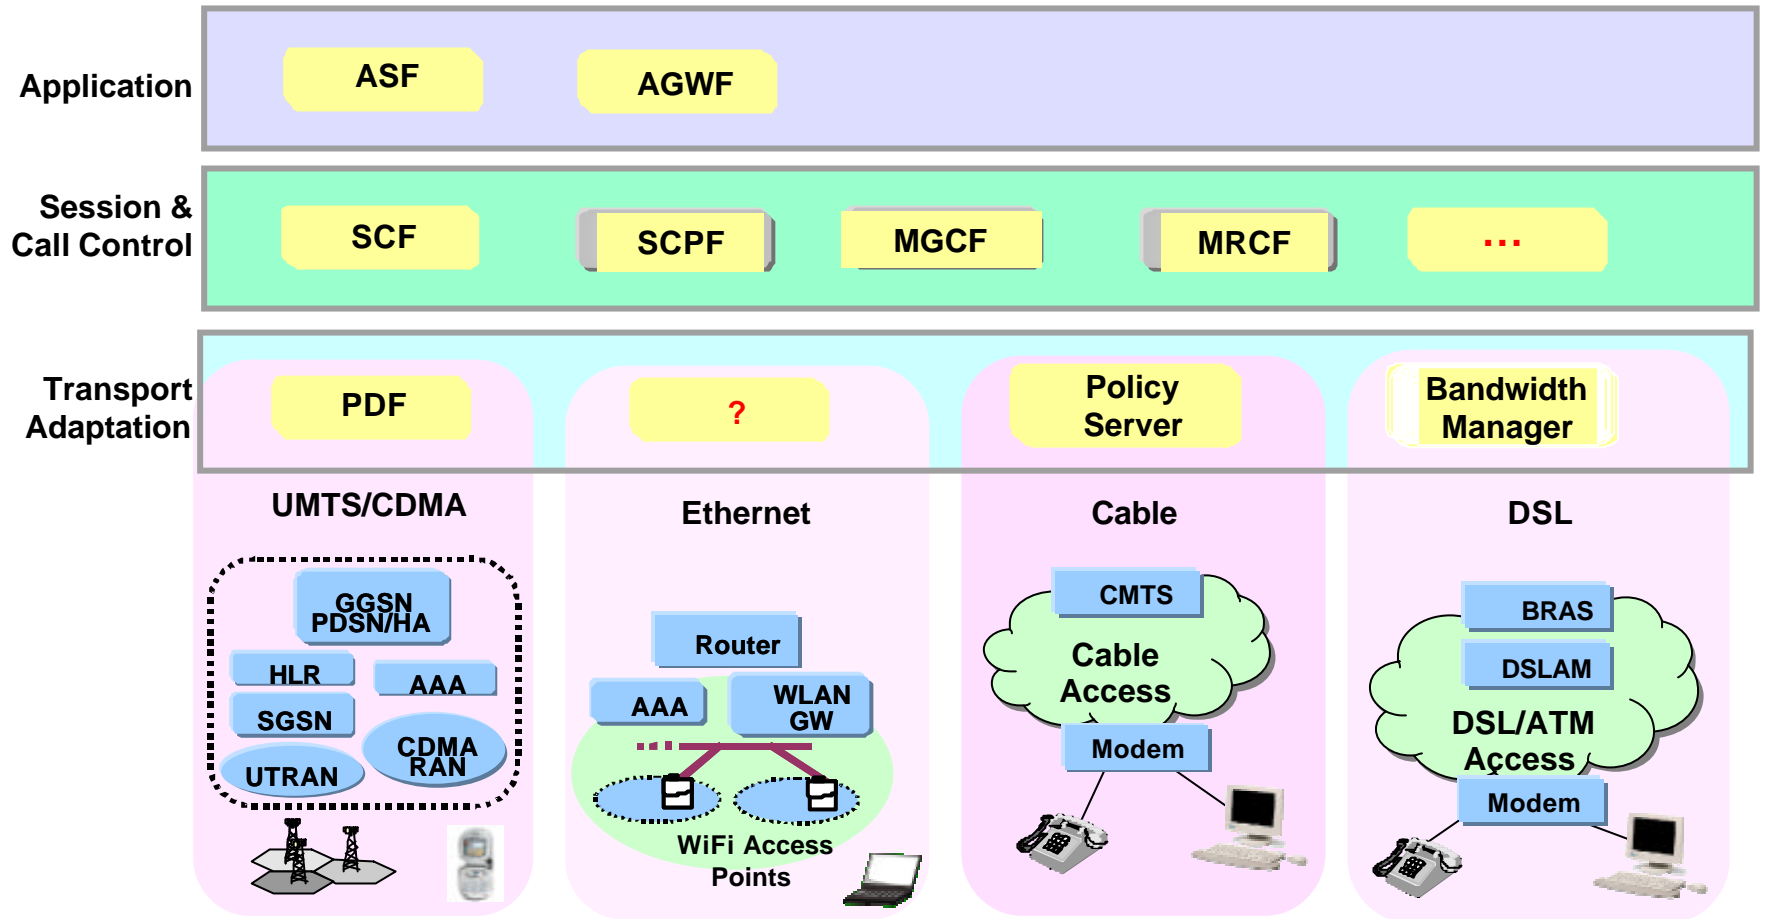 Application
ASF
AGWF
Session &
Call Control
SCF
SCPF
MGCF
MRCF
...
Transport
Adaptation
PDF
?
Policy
Server
Bandwidth
Manager
UMTS/CDMA
Ethernet
Cable
DSL
GGSN
PDSN/HA
HLR
AAA
SGSN
UTRAN
CDMA
RAN
Router
AAA
WLAN
GW
WiFi Access
Points
CMTS
Cable
Access
Modem
BRAS
DSLAM
DSL/ATM
Access
Modem